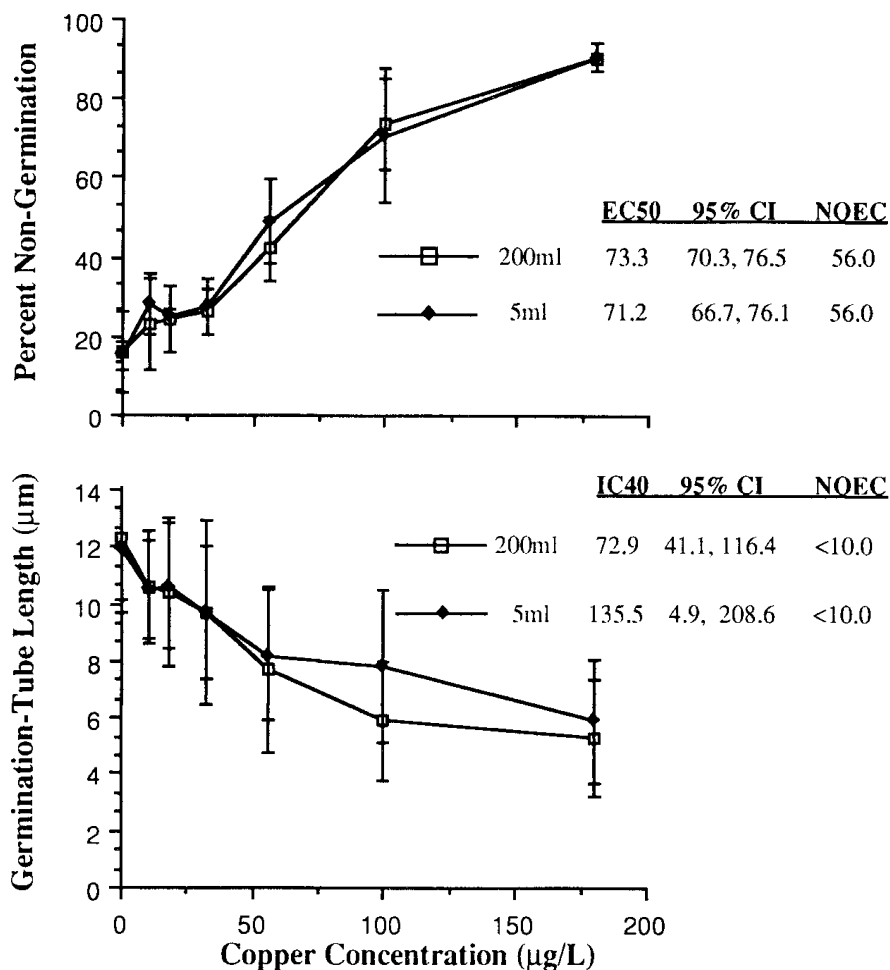 100
80
60
40
20
0
Percent Non-Germination
EC50 95% CI NOEC
200ml 73.3 70.3, 76.5 56.0
5ml 71.2 66.7, 76.1 56.0
14
12
10
8
6
4
2
0
Germination-Tube Length (μm)
IC40 95% CI NOEC
200ml 72.9 41.1, 116.4 <10.0
5ml 135.5 4.9, 208.6 <10.0
0 50 100 150 200
Copper Concentration (μg/L)